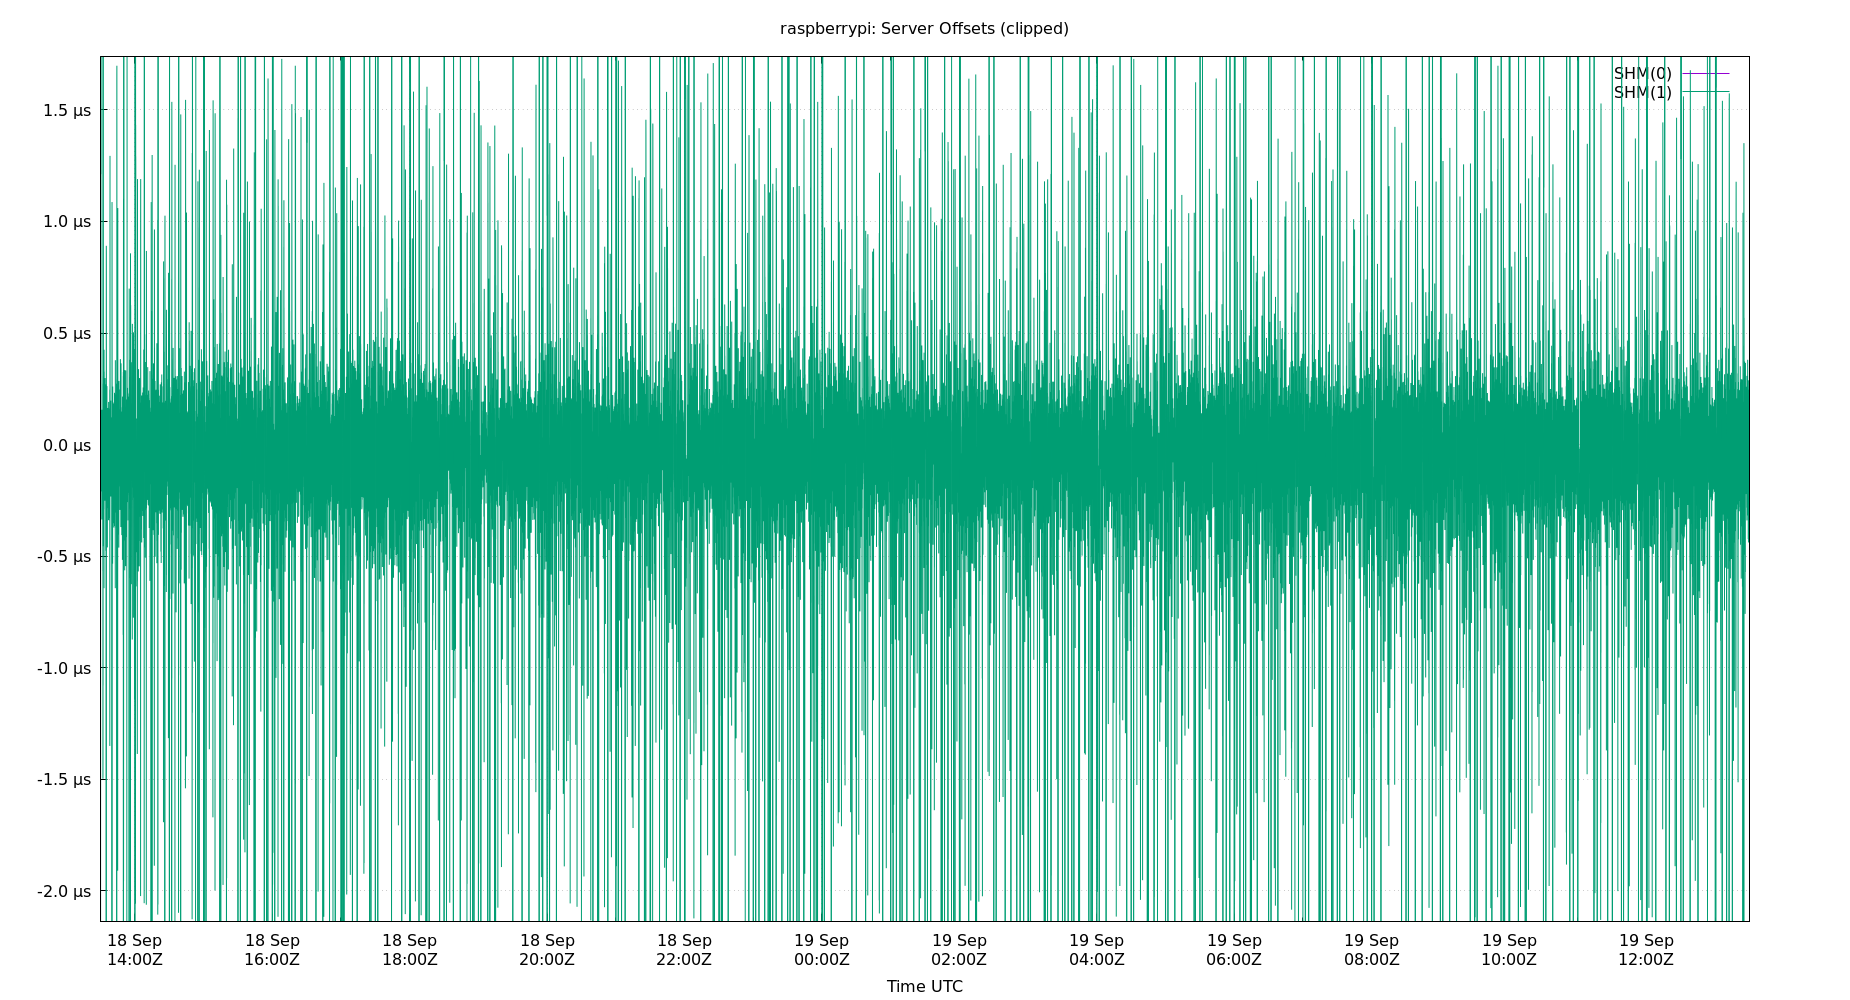 raspberrypi: Server Offsets (clipped)
SHM(0)
SHM(1)
1.5 µs
1.0 µs
0.5 µs
0.0 µs
-0.5 µs
-1.0 µs
-1.5 µs
-2.0 µs
18 Sep 18 Sep 18 Sep 18 Sep 18 Sep 19 Sep 19 Sep 19 Sep 19 Sep 19 Sep 19 Sep 19 Sep
14:00Z 16:00Z 18:00Z 20:00Z 22:00Z 00:00Z 02:00Z 04:00Z 06:00Z 08:00Z 10:00Z 12:00Z
Time UTC